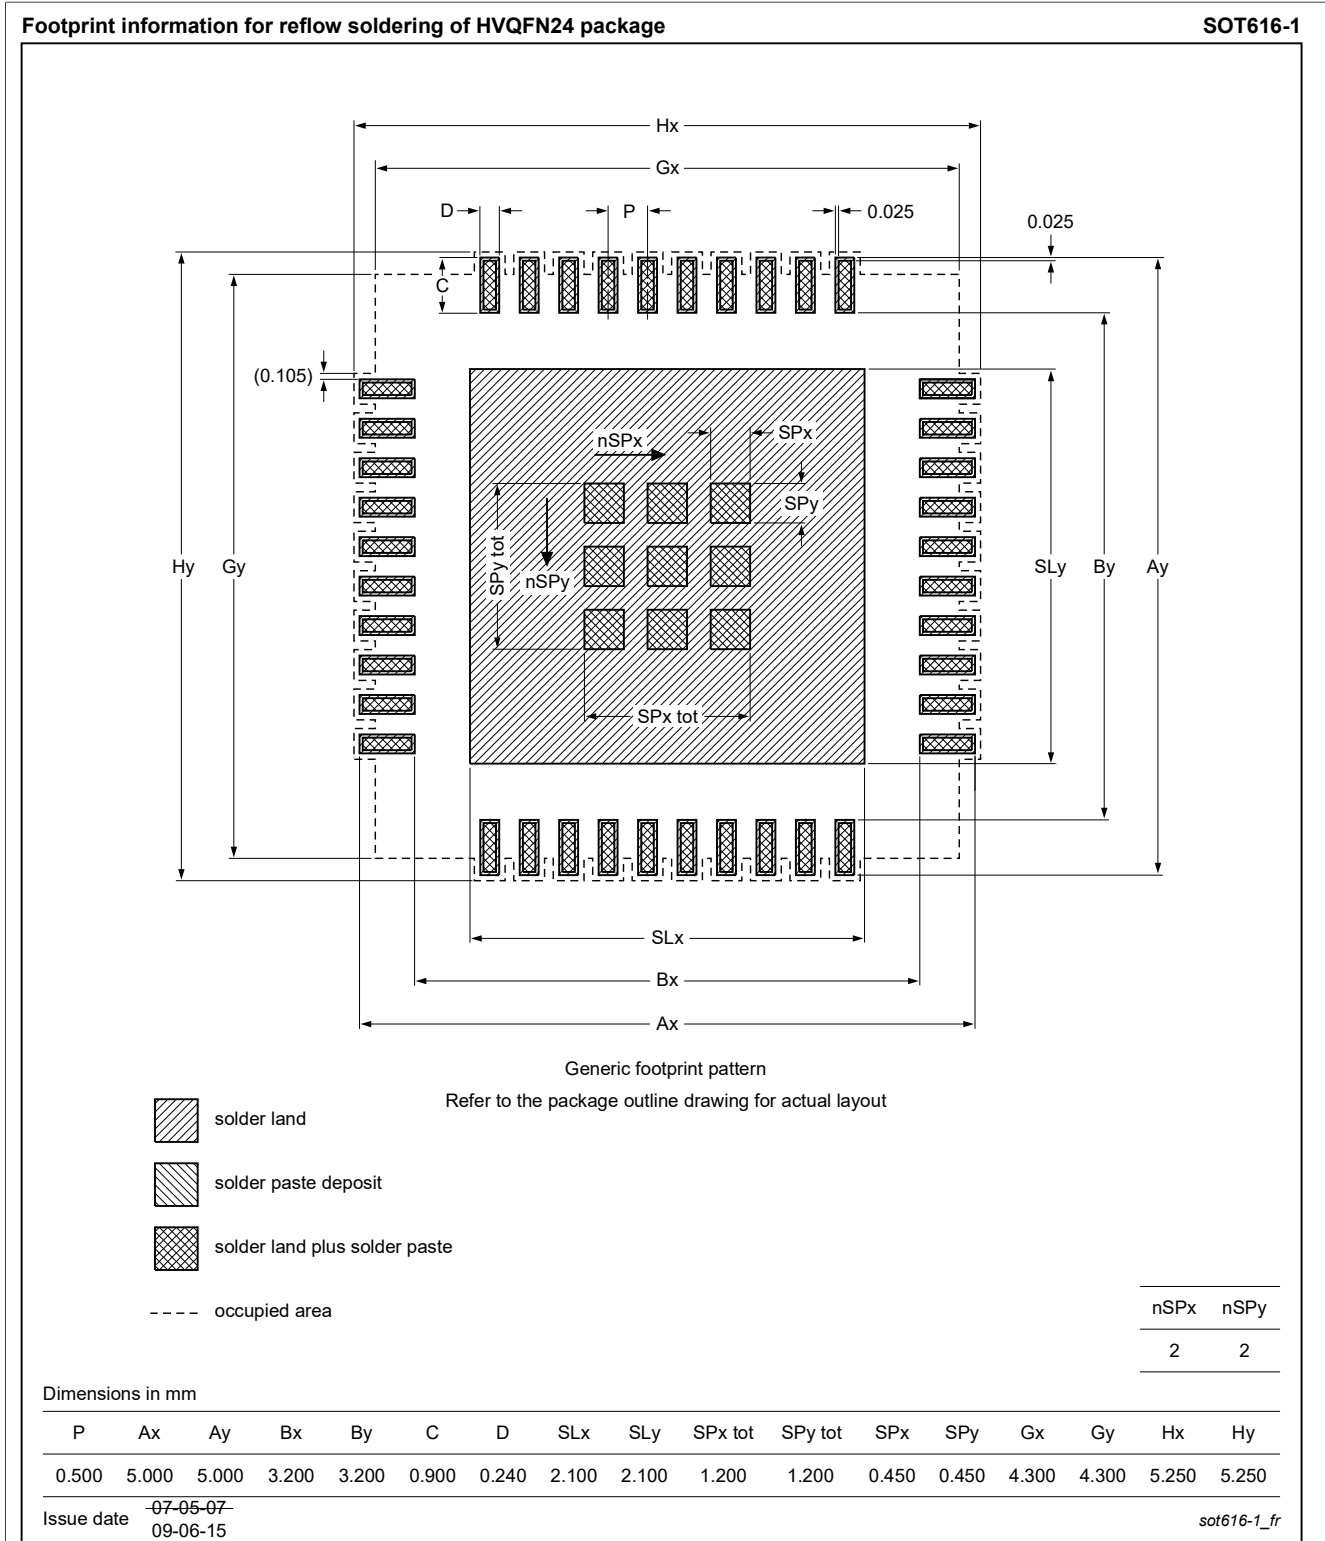 Footprint information for reflow soldering of HVQFN24 package SOT616-1
Hx
Gx
D P 0.025
0.025
C
(0.105)
nSPx SPx
SPy
SPy tot
nSPy
Hy Gy SLy By Ay
SPx tot
SLx
Bx
Ax
Generic footprint pattern
Refer to the package outline drawing for actual layout
solder land
solder paste deposit
solder land plus solder paste
occupied area
nSPx nSPy
2 2
Dimensions in mm
P Ax Ay Bx By C D SLx SLy SPx tot SPy tot SPx SPy Gx Gy Hx Hy
0.500 5.000 5.000 3.200 3.200 0.900 0.240 2.100 2.100 1.200 1.200 0.450 0.450 4.300 4.300 5.250 5.250
Issue date 07-05-07
09-06-15
sot616-1_fr